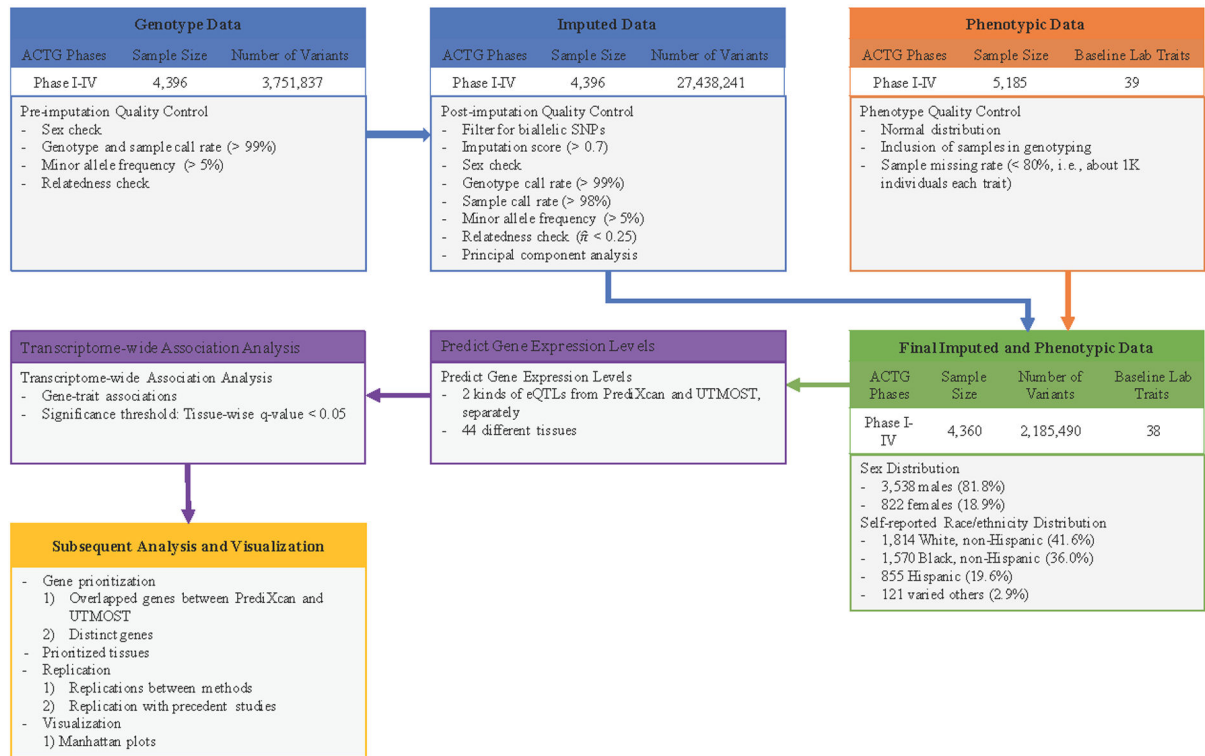 Genotype Data
ACTG Phases Sample Size Number of Variants
Phase I-IV 4,396 3,751,837
Pre-imputation Quality Control
- Sex check
- Genotype and sample call rate (> 99%)
- Minor allele frequency (> 5%)
- Relatedness check
Imputed Data
ACTG Phases Sample Size Number of Variants
Phase I-IV 4,396 27,438,241
Post-imputation Quality Control
- Filter for biallelic SNPs
- Imputation score (> 0.7)
- Sex check
- Genotype call rate (> 99%)
- Sample call rate (> 98%)
- Minor allele frequency (> 5%)
- Relatedness check (π̂ < 0.25)
- Principal component analysis
Phenotypic Data
ACTG Phases Sample Size Baseline Lab Traits
Phase I-IV 5,185 39
Phenotype Quality Control
- Normal distribution
- Inclusion of samples in genotyping
- Sample missing rate (< 80%, i.e., about 1K
individuals each trait)
Final Imputed and Phenotypic Data
ACTG Sample Number of Baseline Lab
Phases Size Variants Traits
Phase I-
IV 4,360 2,185,490 38
Sex Distribution
- 3,538 males (81.8%)
- 822 females (18.9%)
Self-reported Race/ethnicity Distribution
- 1,814 White, non-Hispanic (41.6%)
- 1,570 Black, non-Hispanic (36.0%)
- 855 Hispanic (19.6%)
- 121 varied others (2.9%)
Predict Gene Expression Levels
Predict Gene Expression Levels
- 2 kinds of eQTLs from PrediXcan and UTMOST,
separately
- 44 different tissues
Transcriptome-wide Association Analysis
Transcriptome-wide Association Analysis
- Gene-trait associations
- Significance threshold: Tissue-wise q-value < 0.05
Subsequent Analysis and Visualization
- Gene prioritization
1) Overlapped genes between PrediXcan and
UTMOST
2) Distinct genes
- Prioritized tissues
- Replication
1) Replications between methods
2) Replication with precedent studies
- Visualization
1) Manhattan plots